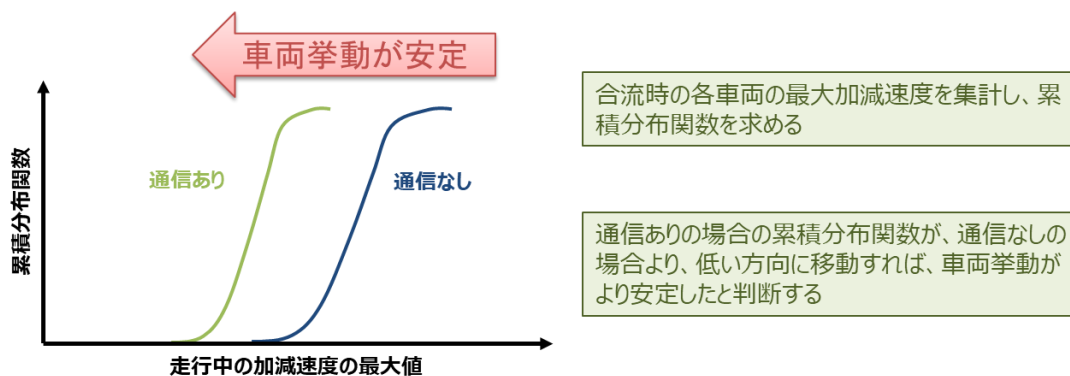 車両挙動が安定
累積分布関数
通信あり
通信なし
走行中の加減速度の最大値
合流時の各車両の最大加減速度を集計し、累
積分布関数を求める
通信ありの場合の累積分布関数が、通信なしの
場合より、低い方向に移動すれば、車両挙動が
より安定したと判断する